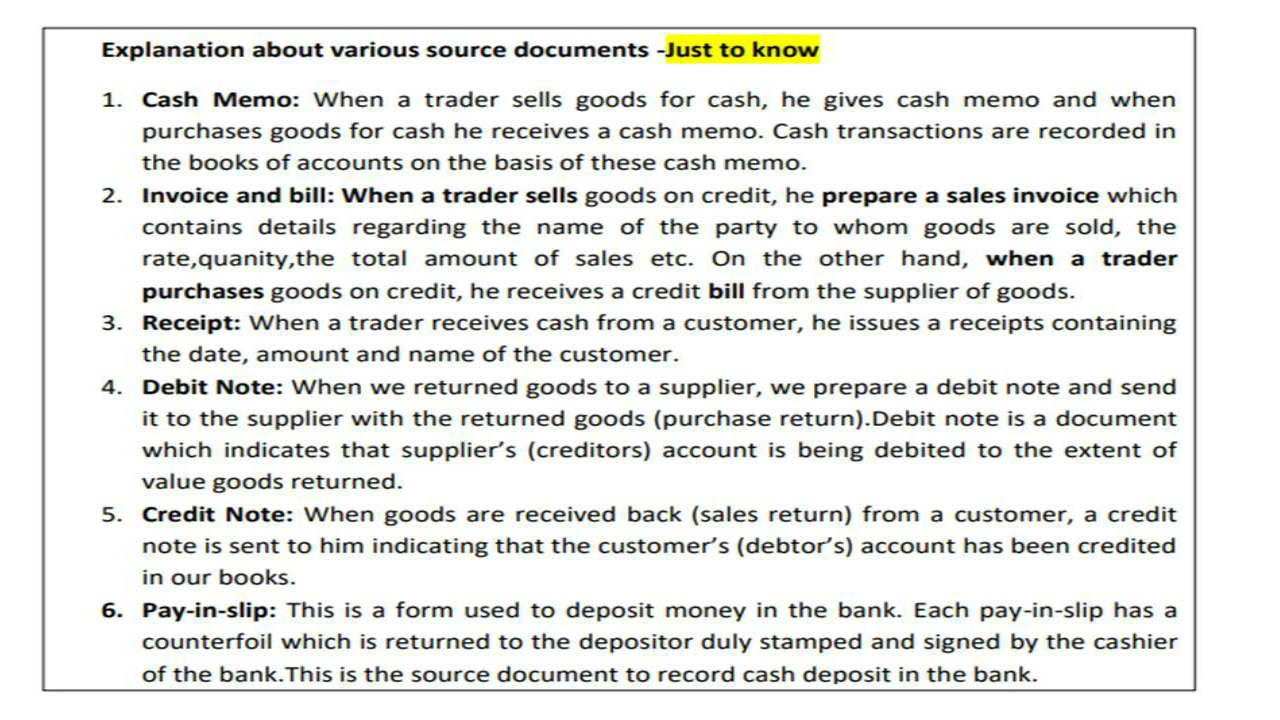 Explanation about various source documents -Just to know
1. Cash Memo: When a trader sells goods for cash, he gives cash memo and when
purchases goods for cash he receives a cash memo. Cash transactions are recorded in
the books of accounts on the basis of these cash memo.
2. Invoice and bill: When a trader sells goods on credit, he prepare a sales invoice which
contains details regarding the name of the party to whom goods are sold, the
rate,quanity,the total amount of sales etc. On the other hand, when a trader
purchases goods on credit, he receives a credit bill from the supplier of goods.
3. Receipt: When a trader receives cash from a customer, he issues a receipts containing
the date, amount and name of the customer.
4. Debit Note: When we returned goods to a supplier, we prepare a debit note and send
it to the supplier with the returned goods (purchase return).Debit note is a document
which indicates that supplier’s (creditors) account is being debited to the extent of
value goods returned.
5. Credit Note: When goods are received back (sales return) from a customer, a credit
note is sent to him indicating that the customer’s (debtor’s) account has been credited
in our books.
6. Pay-in-slip: This is a form used to deposit money in the bank. Each pay-in-slip has a
counterfoil which is returned to the depositor duly stamped and signed by the cashier
of the bank.This is the source document to record cash deposit in the bank.